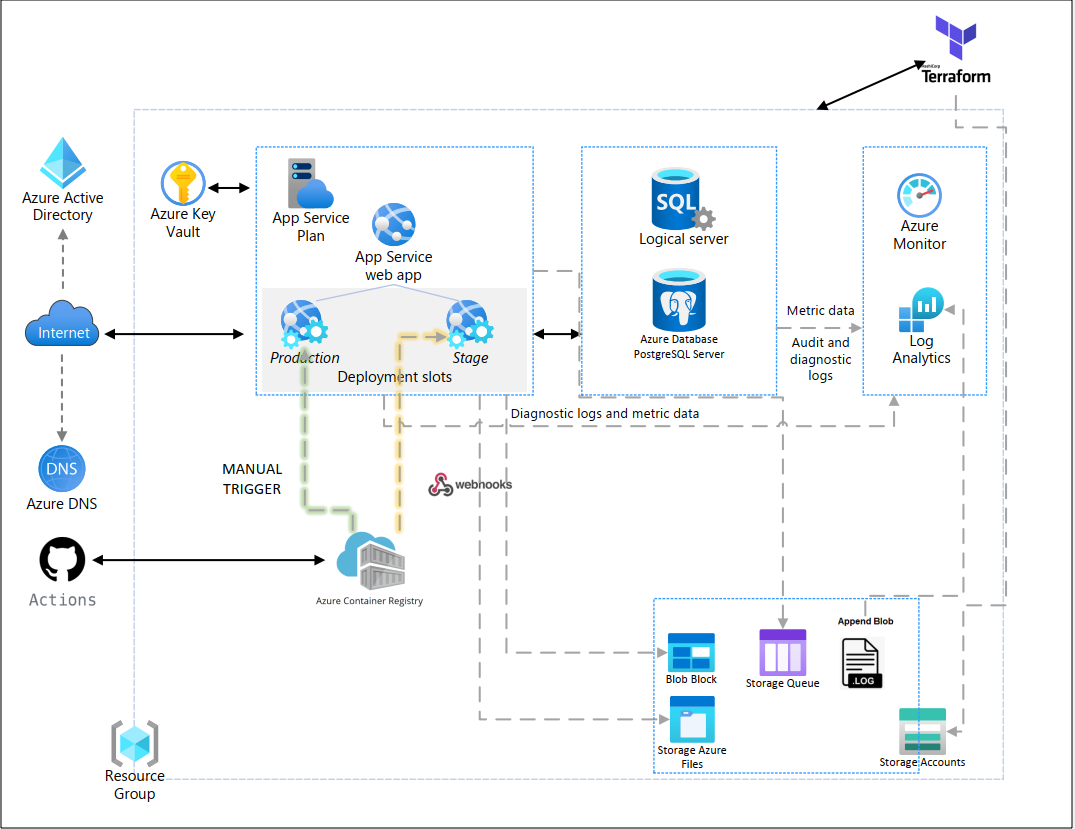 HashiCorp
Terraform
Azure Active
Directory
Azure Key
Vault
App Service
Plan
App Service
web app
Logical server
Azure
Monitor
Internet
Production
Stage
Deployment slots
Azure Database
PostgreSQL Server
Metric data
Audit and
diagnostic
logs
Log
Analytics
SQL
Diagnostic logs and metric data
DNS
Azure DNS
MANUAL
TRIGGER
webhooks
Actions
Azure Container Registry
Append Blob
Blob Block
Storage Queue
.LOG
Storage Azure
Files
Storage Accounts
Resource
Group